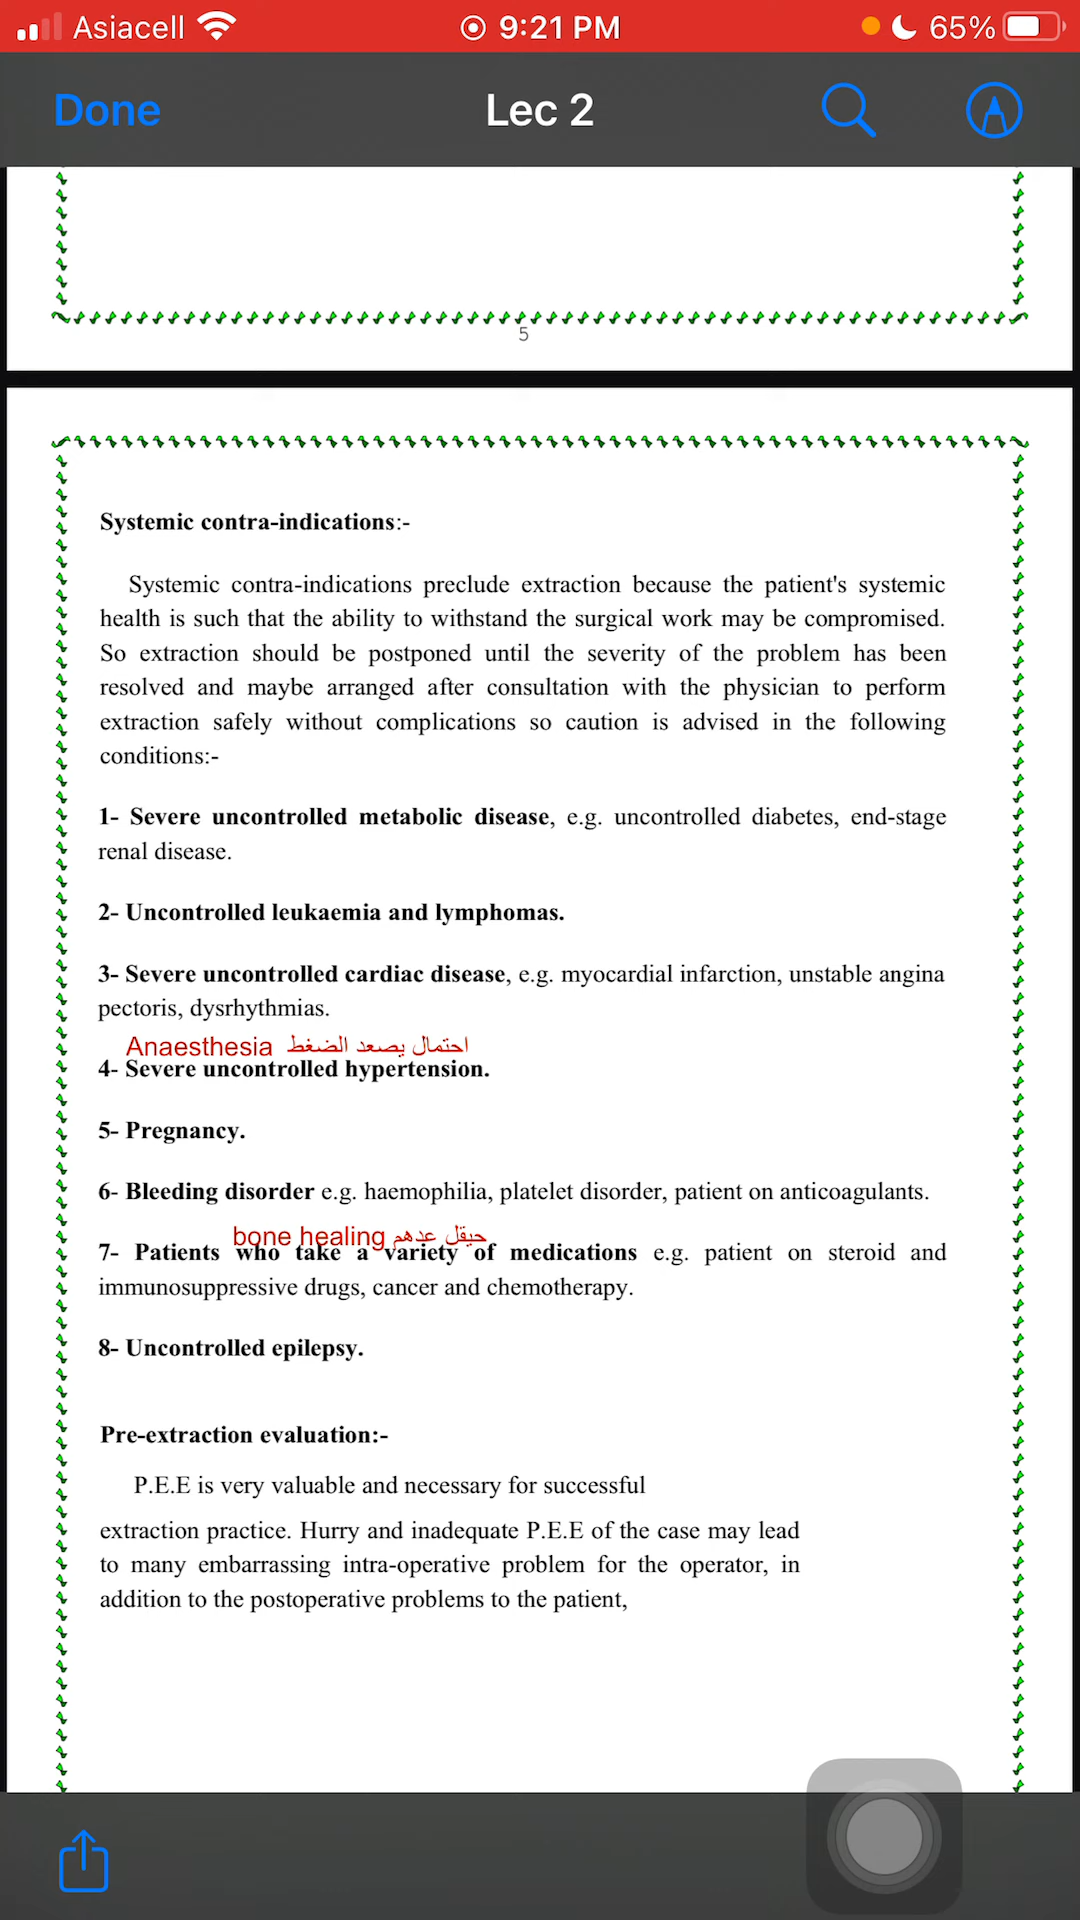 Asiacell 9:21 PM 65%
Done Lec 2
5
Systemic contra-indications:-
Systemic contra-indications preclude extraction because the patient's systemic
health is such that the ability to withstand the surgical work may be compromised.
So extraction should be postponed until the severity of the problem has been
resolved and maybe arranged after consultation with the physician to perform
extraction safely without complications so caution is advised in the following
conditions:-
1- Severe uncontrolled metabolic disease, e.g. uncontrolled diabetes, end-stage
renal disease.
2- Uncontrolled leukaemia and lymphomas.
3- Severe uncontrolled cardiac disease, e.g. myocardial infarction, unstable angina
pectoris, dysrhythmias.
Anaesthesia احتمال يصعد الضغط
4- Severe uncontrolled hypertension.
5- Pregnancy.
6- Bleeding disorder e.g. haemophilia, platelet disorder, patient on anticoagulants.
bone healing حيقل عدهم
7- Patients who take a variety of medications e.g. patient on steroid and
immunosuppressive drugs, cancer and chemotherapy.
8- Uncontrolled epilepsy.
Pre-extraction evaluation:-
P.E.E is very valuable and necessary for successful
extraction practice. Hurry and inadequate P.E.E of the case may lead
to many embarrassing intra-operative problem for the operator, in
addition to the postoperative problems to the patient,